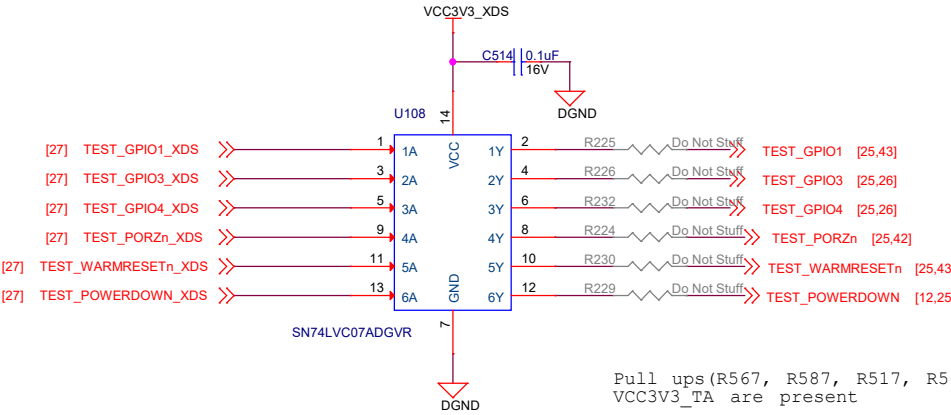 VCC3V3_XDS
C514 0.1uF
16V
DGND
U108
14
[27] TEST_GPIO1_XDS 1 1A VCC 1Y 2 R225 Do Not Stuff TEST_GPIO1 [25,43]
[27] TEST_GPIO3_XDS 3 2A 2Y 4 R226 Do Not Stuff TEST_GPIO3 [25,26]
[27] TEST_GPIO4_XDS 5 3A 3Y 6 R232 Do Not Stuff TEST_GPIO4 [25,26]
[27] TEST_PORZn_XDS 9 4A 4Y 8 R224 Do Not Stuff TEST_PORZn [25,42]
[27] TEST_WARMRESETn_XDS 11 5A 5Y 10 R230 Do Not Stuff TEST_WARMRESETn [25,43
[27] TEST_POWERDOWN_XDS 13 6A GND 6Y 12 R229 Do Not Stuff TEST_POWERDOWN [12,25
7
SN74LVC07ADGVR
DGND
Pull ups(R567, R587, R517, R5
VCC3V3_TA are present